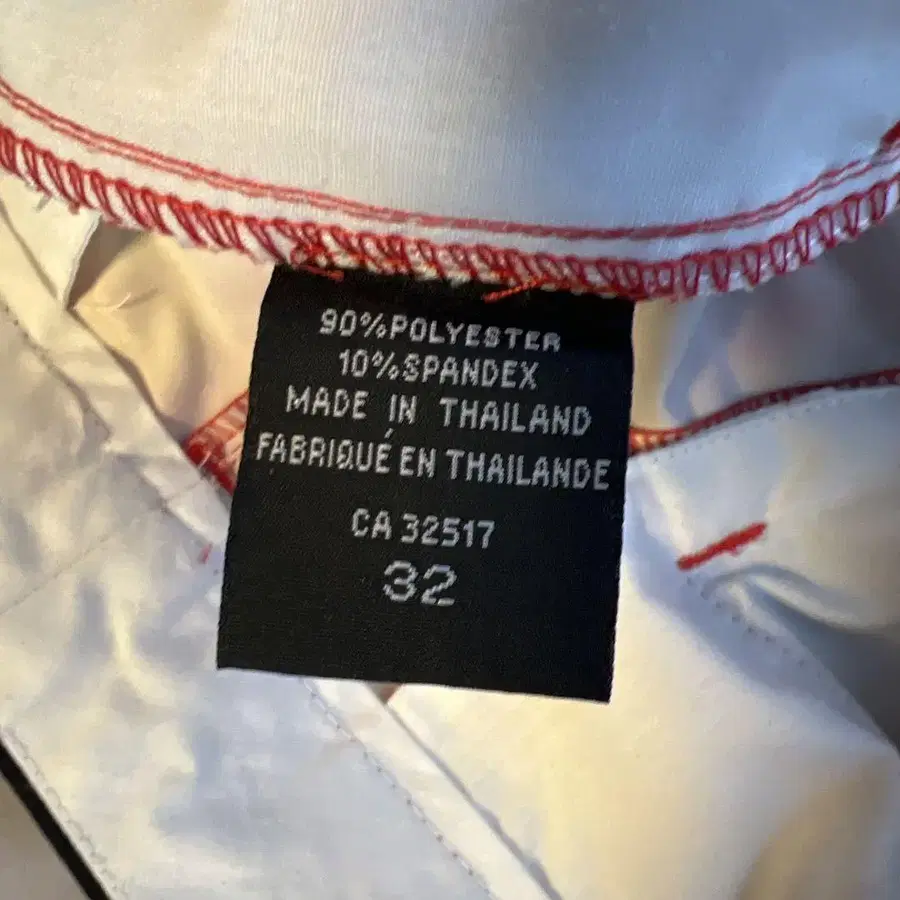 90%POLYESTER
10%SPANDEX
MADE IN THAILAND
FABRIQUÉ EN THAILANDE
CA 32517
32